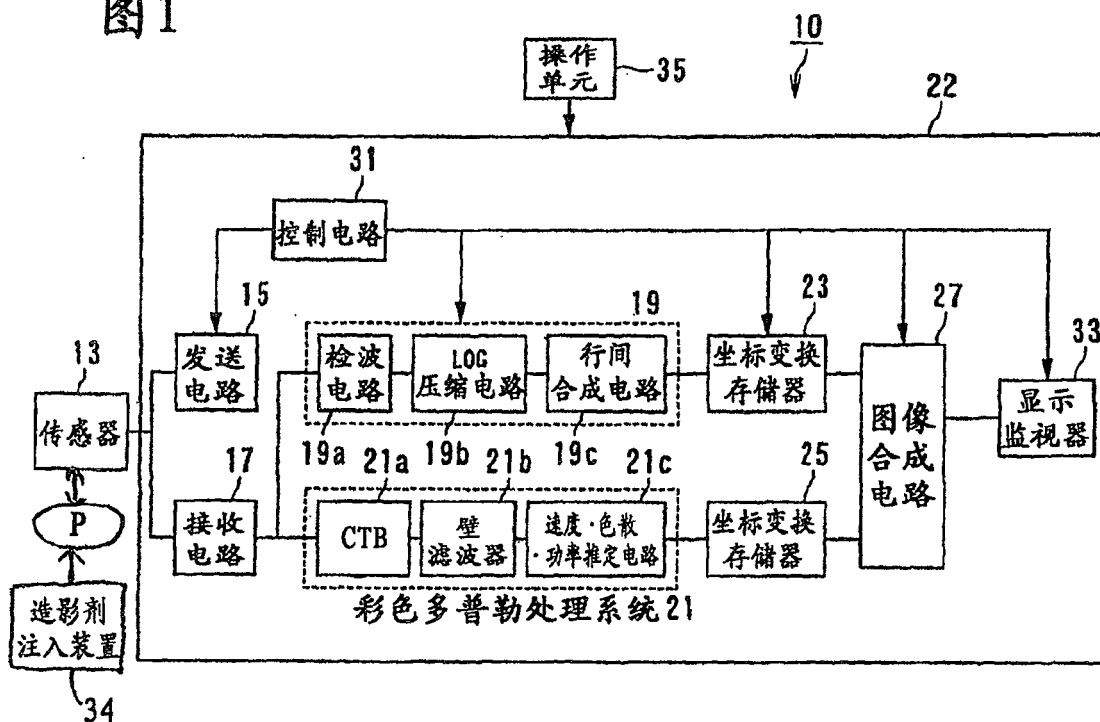 图1
10
操作
单元
35
22
31
控制电路
15
发送
电路
19
检波
电路
LOG
压缩电路
行间
合成电路
19a
19b
19c
23
坐标变换
存储器
27
图像
合成
电路
33
显示
监视器
13
传感器
P
造影剂
注入装置
34
17
接收
电路
21a
21b
21c
CTB
壁
滤波器
速度·色散
·功率推定电路
彩色多普勒处理系统21
25
坐标变换
存储器